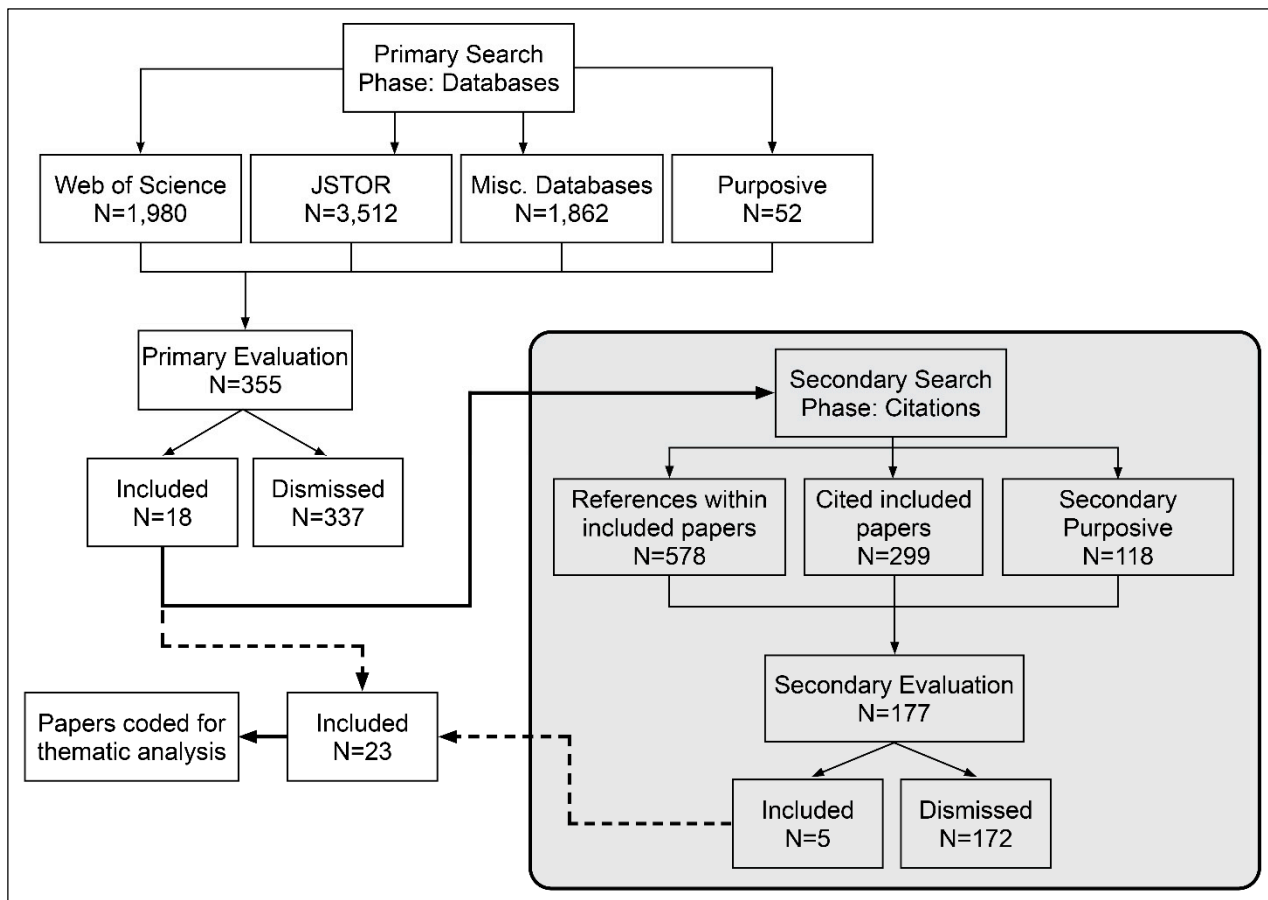 Primary Search
Phase: Databases
Web of Science
N=1,980
JSTOR
N=3,512
Misc. Databases
N=1,862
Purposive
N=52
Primary Evaluation
N=355
Included
N=18
Dismissed
N=337
Secondary Search
Phase: Citations
References within
included papers
N=578
Cited included
papers
N=299
Secondary
Purposive
N=118
Secondary Evaluation
N=177
Included
N=5
Dismissed
N=172
Included
N=23
Papers coded for
thematic analysis